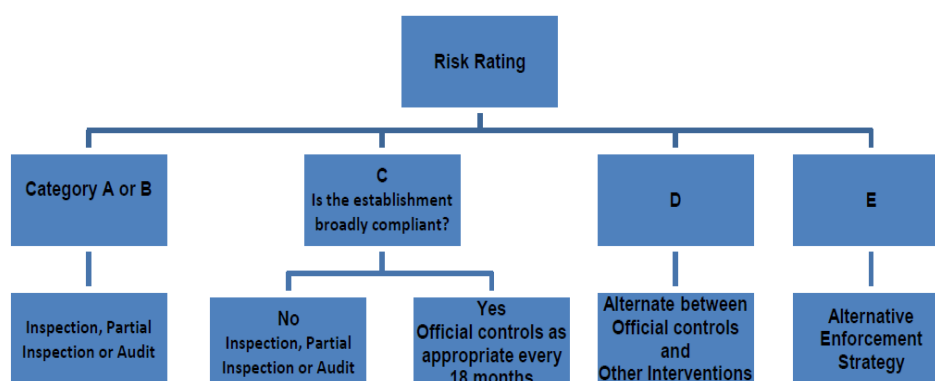 Risk Rating
Category A or B
C
Is the establishment
broadly compliant?
D
E
Inspection, Partial
Inspection or Audit
No
Inspection, Partial
Inspection or Audit
Yes
Official controls as
appropriate every
18 months
Alternate between
Official controls
and
Other Interventions
Alternative
Enforcement
Strategy